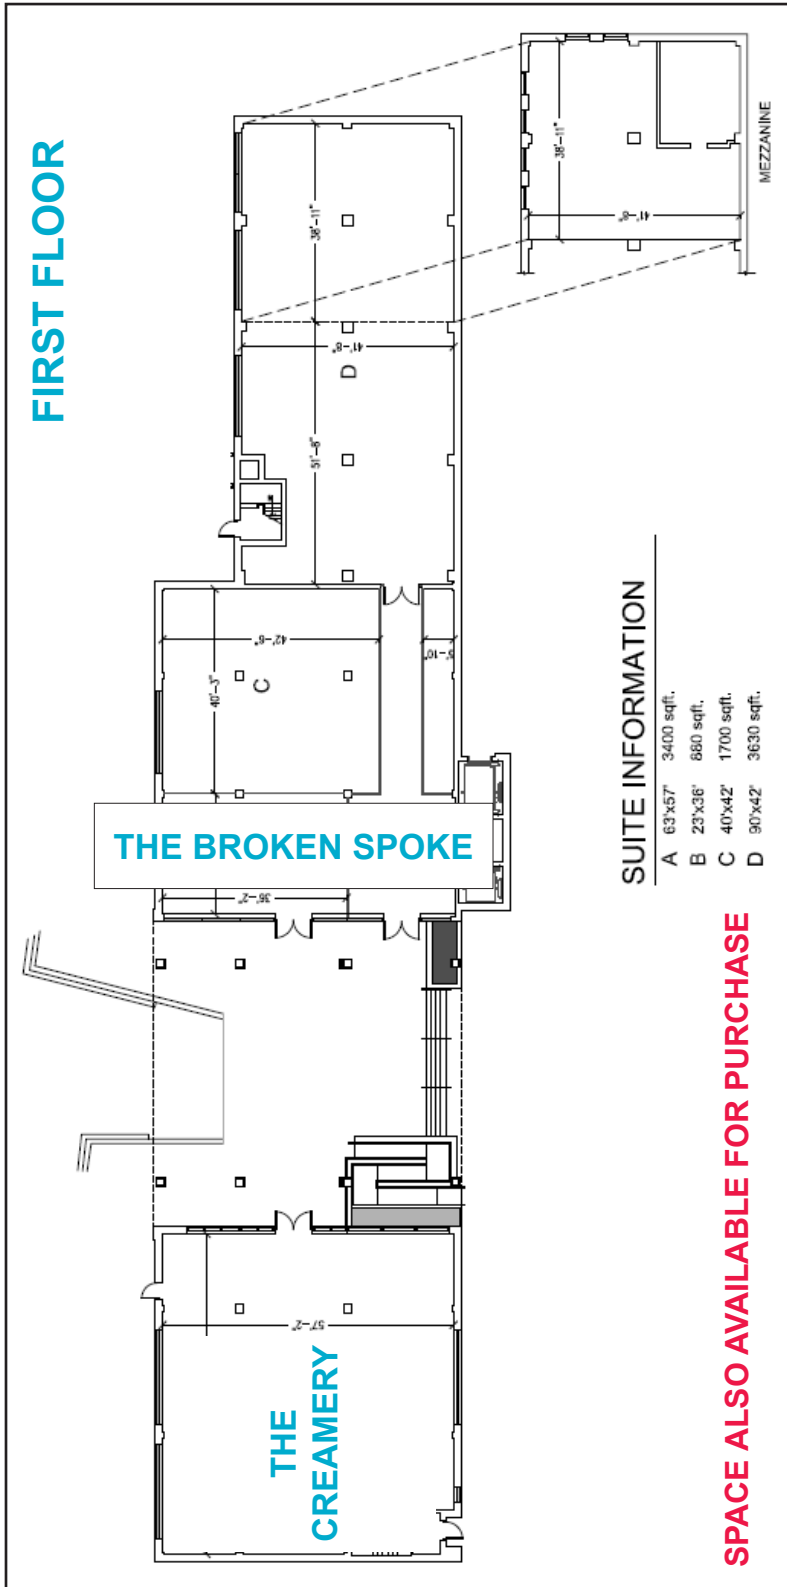 FIRST FLOOR
MEZZANINE
38'-11"
41'-8"
38'-11"
41'-8"
D
51'-8"
42'-6"
40'-3"
C
5'-10"
THE BROKEN SPOKE
36'-2"
57'-2"
THE
CREAMERY
SUITE INFORMATION
A 63'x57' 3400 sqft.
B 23'x36' 880 sqft.
C 40'x42' 1700 sqft.
D 90'x42' 3630 sqft.
SPACE ALSO AVAILABLE FOR PURCHASE